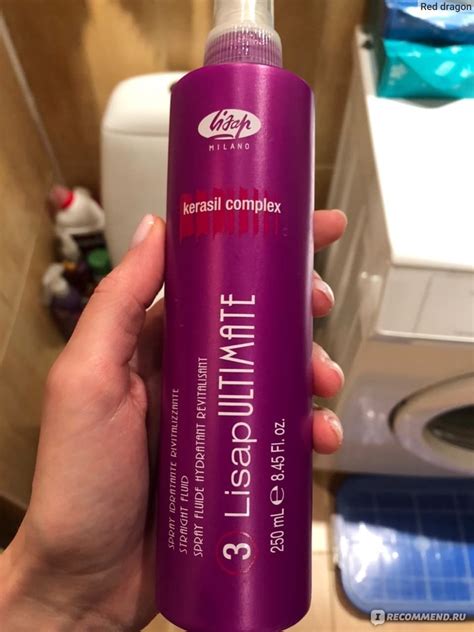 Red dragon
lisap
MILANO
kerasil complex
3 Lisap ULTIMATE
SPRAY IDRATANTE RIVITALIZZANTE
STRAIGHT FLUID
SPRAY FLUIDE HYDRATANT REVITALISANT
250 mL e 8.45 Fl. oz.
I RECOMMEND.RU